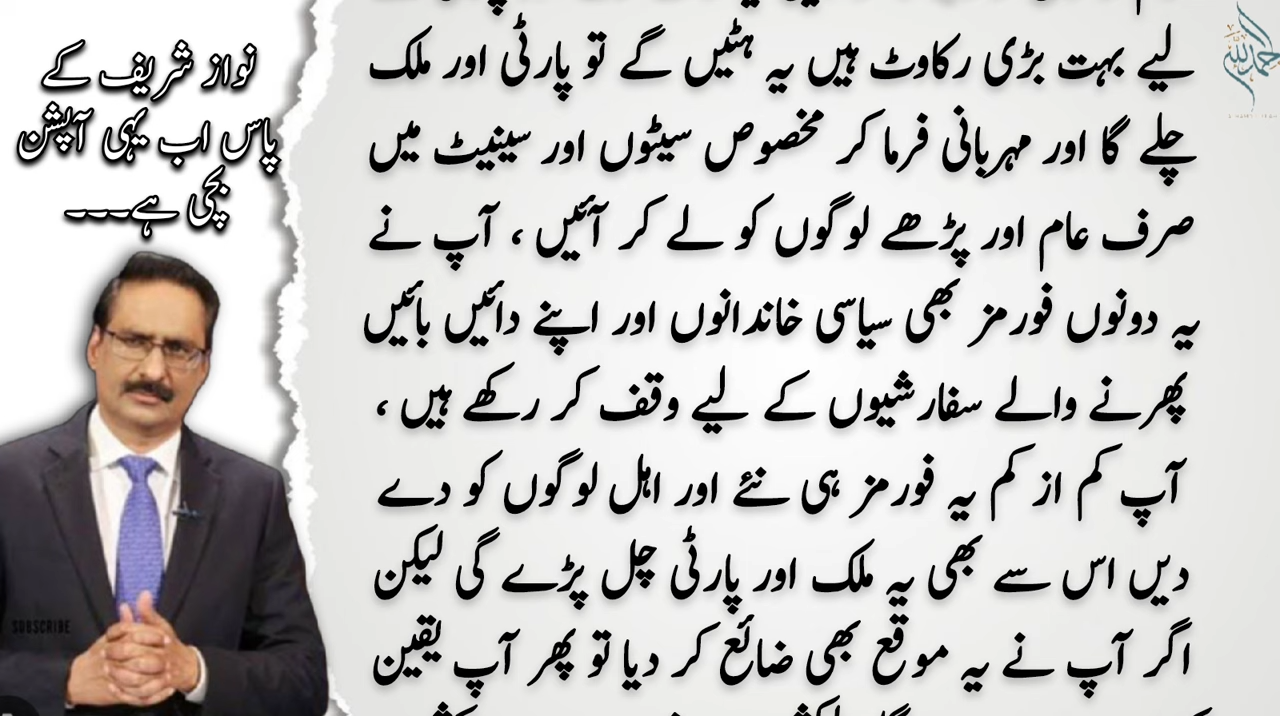 نواز شریف کے
پاس اب یہی آپشن
بچی ہے۔۔۔
لیے بہت بڑی رکاوٹ ہیں یہ ہٹیں گے تو پارٹی اور ملک
چلے گا اور مہربانی فرما کر مخصوص سیٹوں اور سینیٹ میں
صرف عام اور پڑھے لوگوں کو لے کر آئیں ، آپ نے
یہ دونوں فورمز بھی سیاسی خاندانوں اور اپنے دائیں بائیں
پھرنے والے سفارشیوں کے لیے وقف کر رکھے ہیں ،
آپ کم از کم یہ فورمز ہی نئے اور اہل لوگوں کو دے
دیں اس سے بھی یہ ملک اور پارٹی چل پڑے گی لیکن
اگر آپ نے یہ موقع بھی ضائع کر دیا تو پھر آپ یقین
SUBSCRIBE